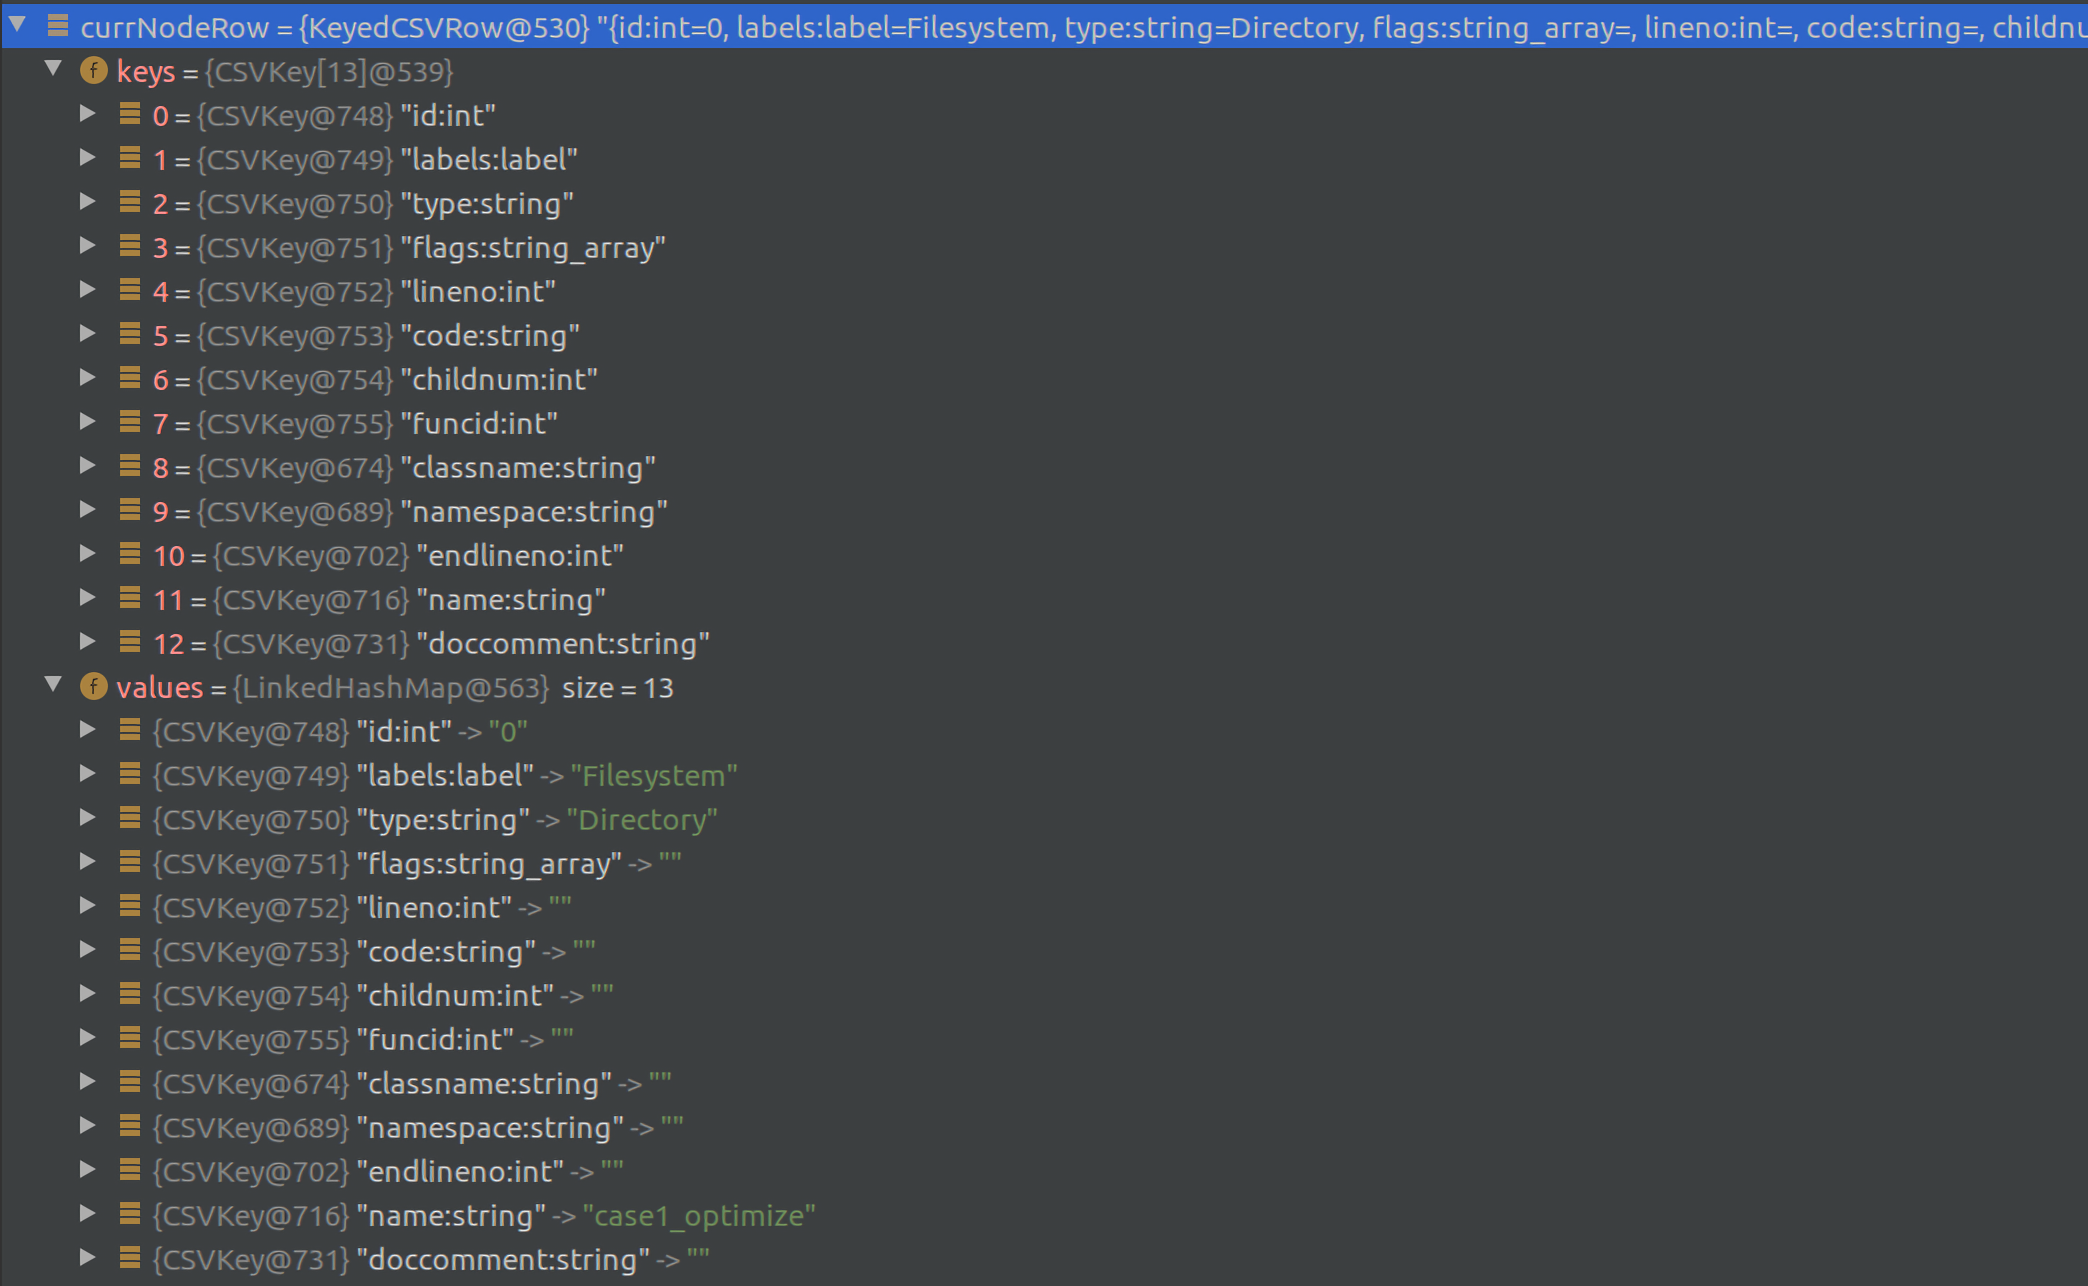 currNodeRow = {KeyedCSVRow@530} "{id:int=0, labels:label=Filesystem, type:string=Directory, flags:string_array=, lineno:int=, code:string=, childnu
f keys = {CSVKey[13]@539}
0 = {CSVKey@748} "id:int"
1 = {CSVKey@749} "labels:label"
2 = {CSVKey@750} "type:string"
3 = {CSVKey@751} "flags:string_array"
4 = {CSVKey@752} "lineno:int"
5 = {CSVKey@753} "code:string"
6 = {CSVKey@754} "childnum:int"
7 = {CSVKey@755} "funcid:int"
8 = {CSVKey@674} "classname:string"
9 = {CSVKey@689} "namespace:string"
10 = {CSVKey@702} "endlineno:int"
11 = {CSVKey@716} "name:string"
12 = {CSVKey@731} "doccomment:string"
f values = {LinkedHashMap@563} size = 13
{CSVKey@748} "id:int" -> "0"
{CSVKey@749} "labels:label" -> "Filesystem"
{CSVKey@750} "type:string" -> "Directory"
{CSVKey@751} "flags:string_array" -> ""
{CSVKey@752} "lineno:int" -> ""
{CSVKey@753} "code:string" -> ""
{CSVKey@754} "childnum:int" -> ""
{CSVKey@755} "funcid:int" -> ""
{CSVKey@674} "classname:string" -> ""
{CSVKey@689} "namespace:string" -> ""
{CSVKey@702} "endlineno:int" -> ""
{CSVKey@716} "name:string" -> "case1_optimize"
{CSVKey@731} "doccomment:string" -> ""